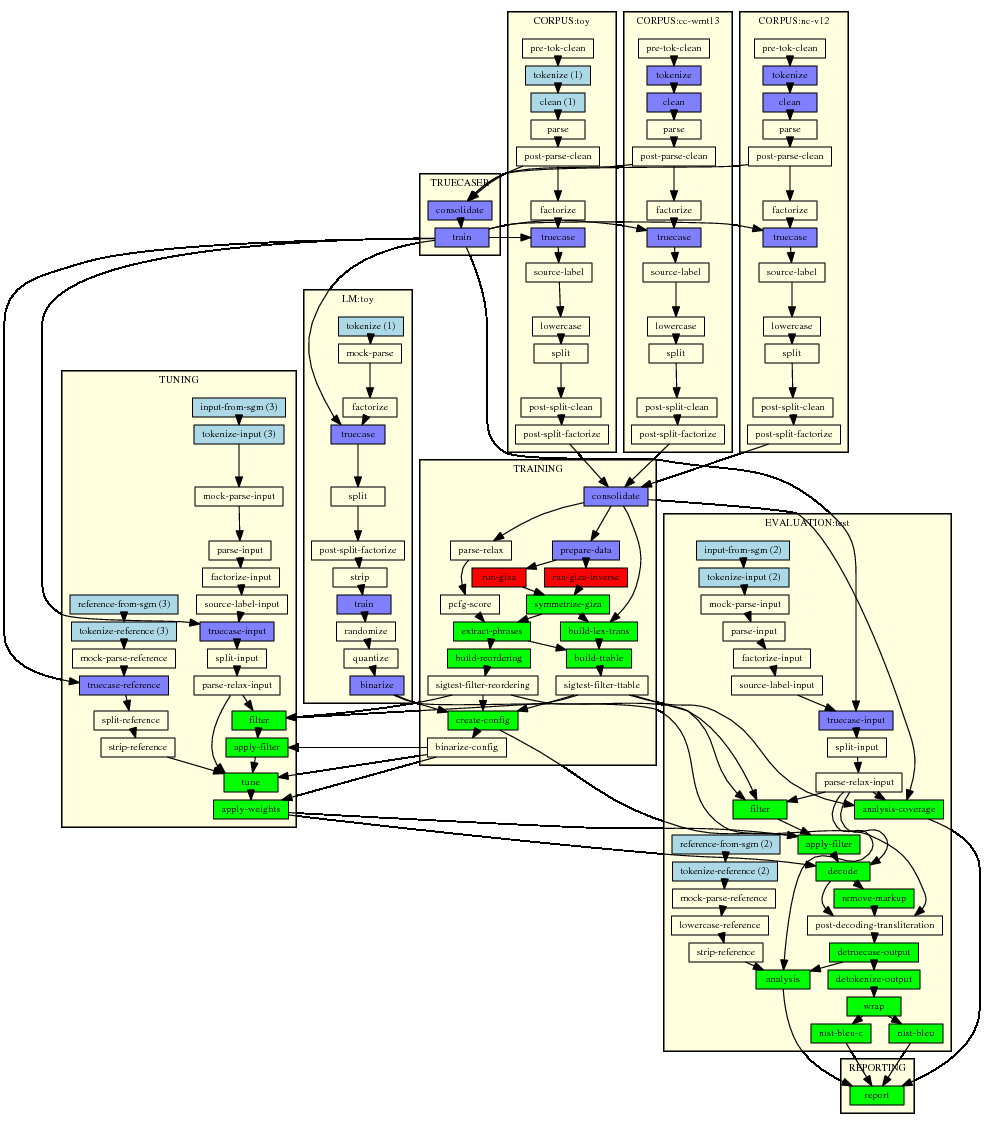 CORPUS:toy
pre-tok-clean
tokenize (1)
clean (1)
parse
post-parse-clean
factorize
truecase
source-label
lowercase
split
post-split-clean
post-split-factorize
CORPUS:cc-wmt13
pre-tok-clean
tokenize
clean
parse
post-parse-clean
factorize
truecase
source-label
lowercase
split
post-split-clean
post-split-factorize
CORPUS:nc-v12
pre-tok-clean
tokenize
clean
parse
post-parse-clean
factorize
truecase
source-label
lowercase
split
post-split-clean
post-split-factorize
TRUECASER
consolidate
train
LM:toy
tokenize (1)
mock-parse
factorize
truecase
split
post-split-factorize
strip
train
randomize
quantize
binarize
TUNING
input-from-sgm (3)
tokenize-input (3)
mock-parse-input
parse-input
factorize-input
source-label-input
truecase-input
split-input
parse-relax-input
reference-from-sgm (3)
tokenize-reference (3)
mock-parse-reference
truecase-reference
split-reference
strip-reference
filter
apply-filter
tune
apply-weights
TRAINING
consolidate
parse-relax
prepare-data
run-giza
run-giza-inverse
pcfg-score
symmetrize-giza
extract-phrases
build-lex-trans
build-reordering
build-ttable
sigtest-filter-reordering
sigtest-filter-ttable
create-config
binarize-config
EVALUATION:test
input-from-sgm (2)
tokenize-input (2)
mock-parse-input
parse-input
factorize-input
source-label-input
truecase-input
split-input
parse-relax-input
filter
analysis-coverage
reference-from-sgm (2)
apply-filter
tokenize-reference (2)
decode
mock-parse-reference
remove-markup
lowercase-reference
post-decoding-transliteration
strip-reference
detruecase-output
analysis
detokenize-output
wrap
nist-bleu-c
nist-bleu
REPORTING
report